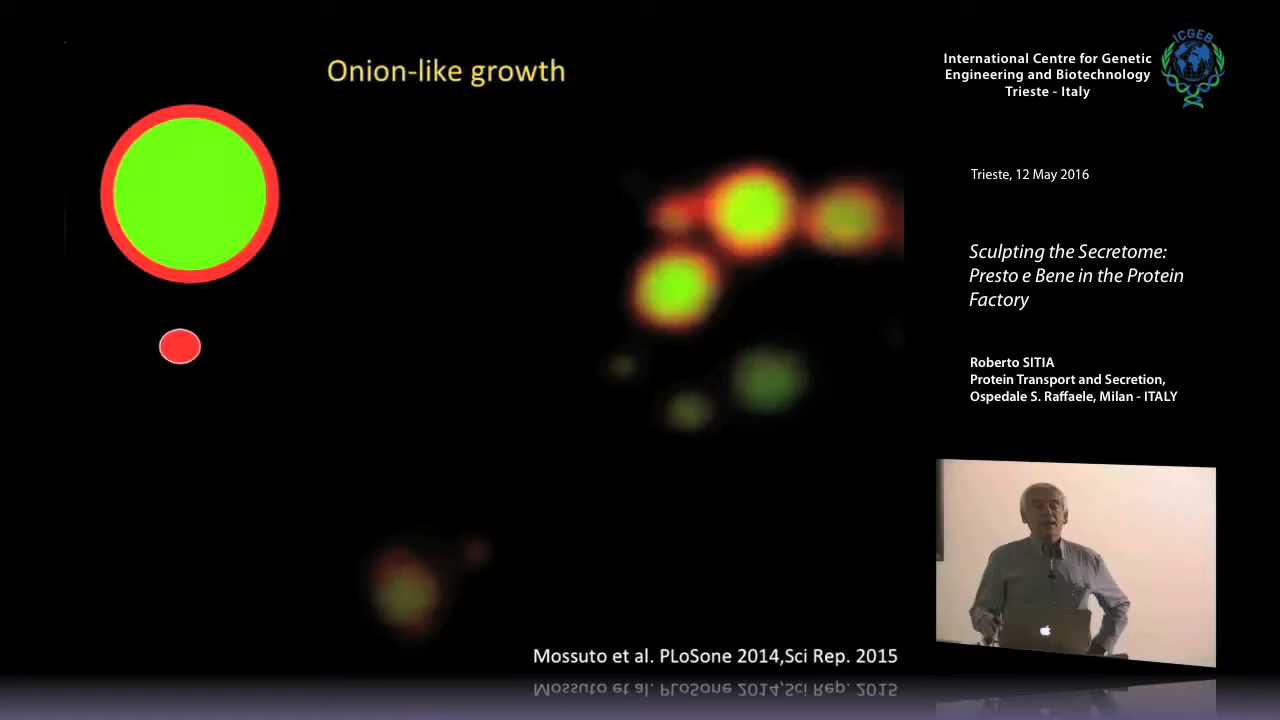 Onion-like growth
International Centre for Genetic
Engineering and Biotechnology
Trieste - Italy
ICGEB
Trieste, 12 May 2016
Sculpting the Secretome:
Presto e Bene in the Protein
Factory
Roberto SITIA
Protein Transport and Secretion,
Ospedale S. Raffaele, Milan - ITALY
Mossuto et al. PLoSone 2014,Sci Rep. 2015